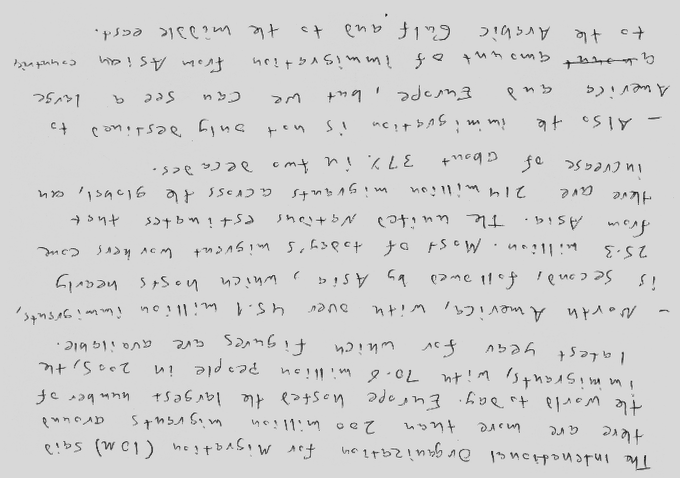 The International Organization for Migration (IOM) said
there are more than 200 million migrants around
the world today. Europe hosted the largest number of
immigrants, with 70.6 million people in 2005, the
latest year for which figures are available.
- North America, with over 45.1 million immigrants,
is second, followed by Asia, which hosts nearly
25.3 million. Most of today's migrant workers come
from Asia. The United Nations estimates that
there are 214 million migrants across the globel, an
increase of about 37% in two decades.
- Also the immigration is not only destined to
America and Europe, but, we can see a large
amount of immigration from Asian countries
to the Arabic Gulf and to the middle east.